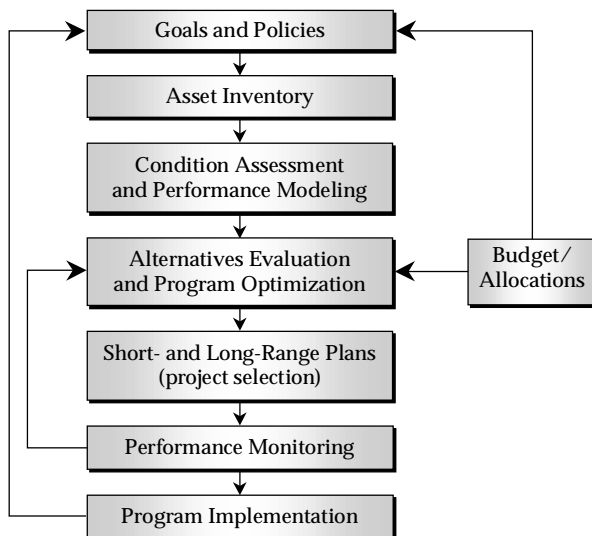 Goals and Policies
Asset Inventory
Condition Assessment
and Performance Modeling
Alternatives Evaluation
and Program Optimization
Budget/
Allocations
Short- and Long-Range Plans
(project selection)
Performance Monitoring
Program Implementation